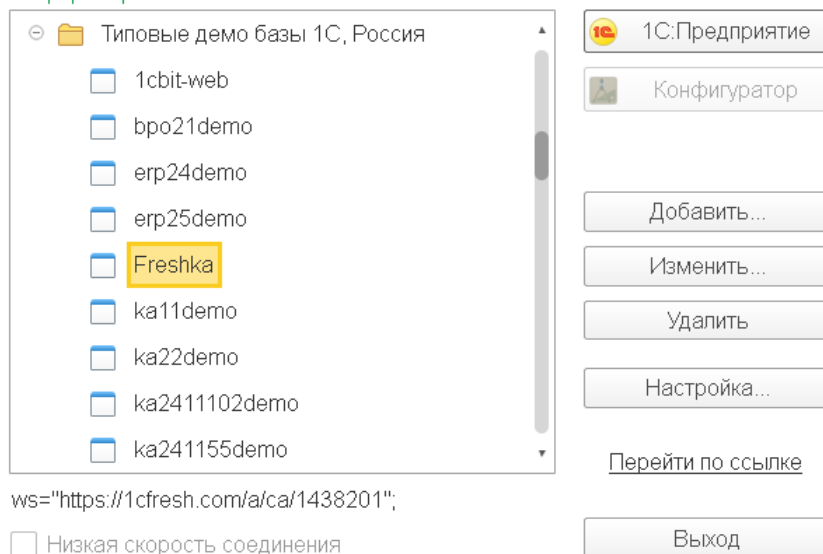 Типовые демо базы 1С, Россия
1cbit-web
bpo21demo
erp24demo
erp25demo
Freshka
ka11demo
ka22demo
ka2411102demo
ka241155demo
ws="https://1cfresh.com/a/ca/1438201";
Низкая скорость соединения
1С:Предприятие
Конфигуратор
Добавить...
Изменить...
Удалить
Настройка...
Перейти по ссылке
Выход